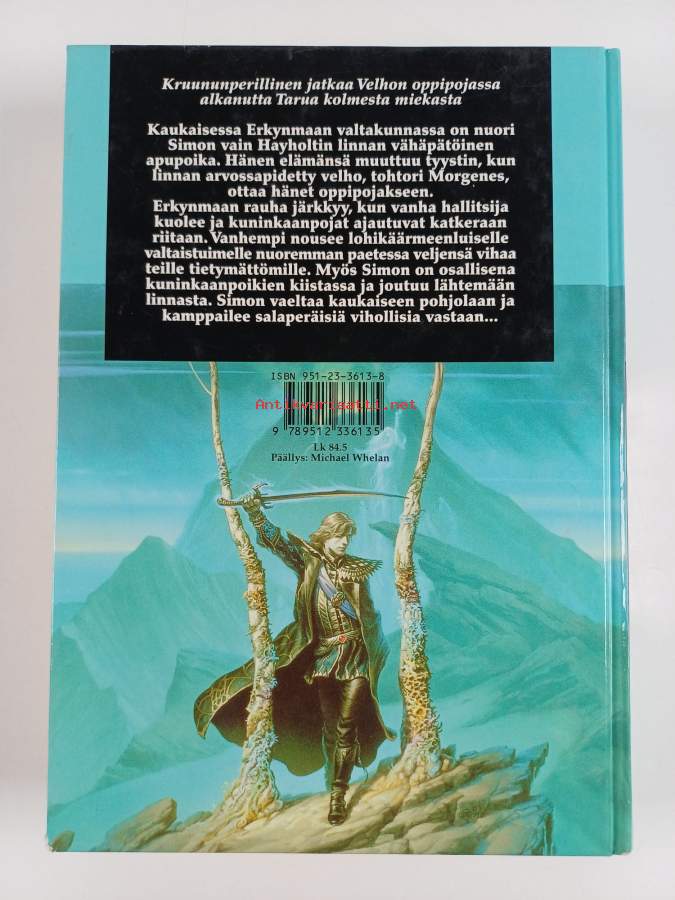 Kruununperillinen jatkaa Velhon oppipojassa
alkanutta Tarua kolmesta miekasta
Kaukaisessa Erkynmaan valtakunnassa on nuori
Simon vain Hayholtin linnan vähäpätöinen
apupoika. Hänen elämänsä muuttuu tyystin, kun
linnan arvossapidetty velho, tohtori Morgenes,
ottaa hänet oppipojakseen.
Erkynmaan rauha järkkyy, kun vanha hallitsija
kuolee ja kuninkaanpojat ajautuvat katkeraan
riitaan. Vanhempi nousee lohikäärmeenluiselle
valtaistuimelle nuoremman paetessa veljensä vihaa
teille tietymättömille. Myös Simon on osallisena
kuninkaanpoikien kiistassa ja joutuu lähtemään
linnasta. Simon vaeltaa kaukaiseen pohjolaan ja
kamppailee salaperäisiä vihollisia vastaan...
ISBN 951-23-3613-8
Antikvariaatti.net
9 789512 336135
Lk 84.5
Päällys: Michael Whelan